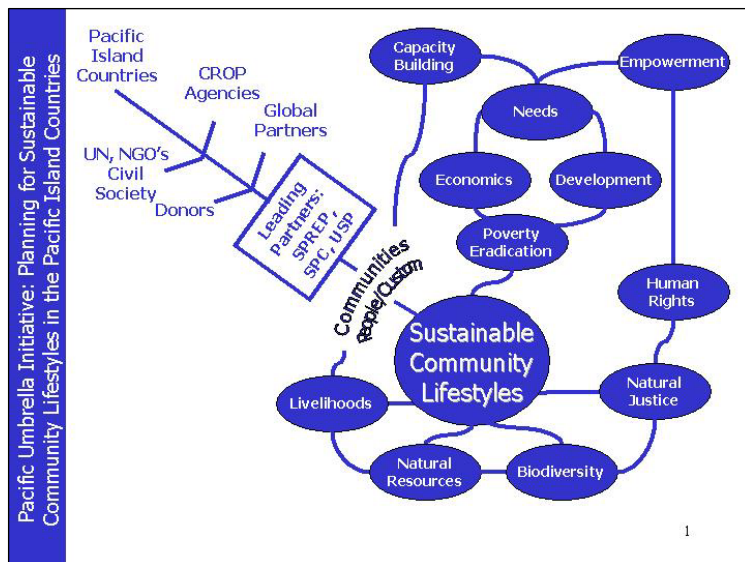 Pacific Umbrella Initiative: Planning for Sustainable
Community Lifestyles in the Pacific Island Countries
Pacific
Island
Countries
CROP
Agencies
Global
Partners
UN, NGO's
Civil
Society
Donors
Leading
Partners:
SPREP,
SPC, USP
Communities
People/Custom
Capacity
Building
Empowerment
Needs
Economics
Development
Poverty
Eradication
Human
Rights
Sustainable
Community
Lifestyles
Livelihoods
Natural
Justice
Natural
Resources
Biodiversity
1